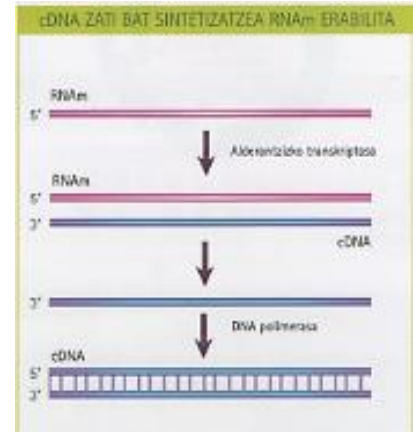 cDNA ZATI BAT SINTETIZATZEA RNAm ERABILITA
RNAm
5'
Alderantzizko transkriptasa
RNAm
5'
3'
cDNA
3'
DNA polimerasa
cDNA
5'
3'